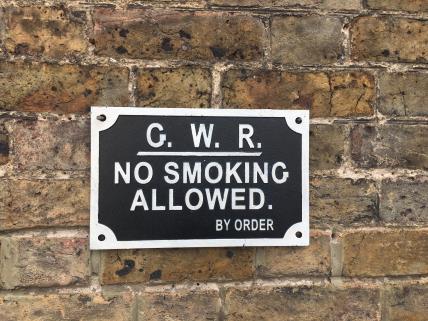 G. W. R.
NO SMOKING
ALLOWED.
BY ORDER